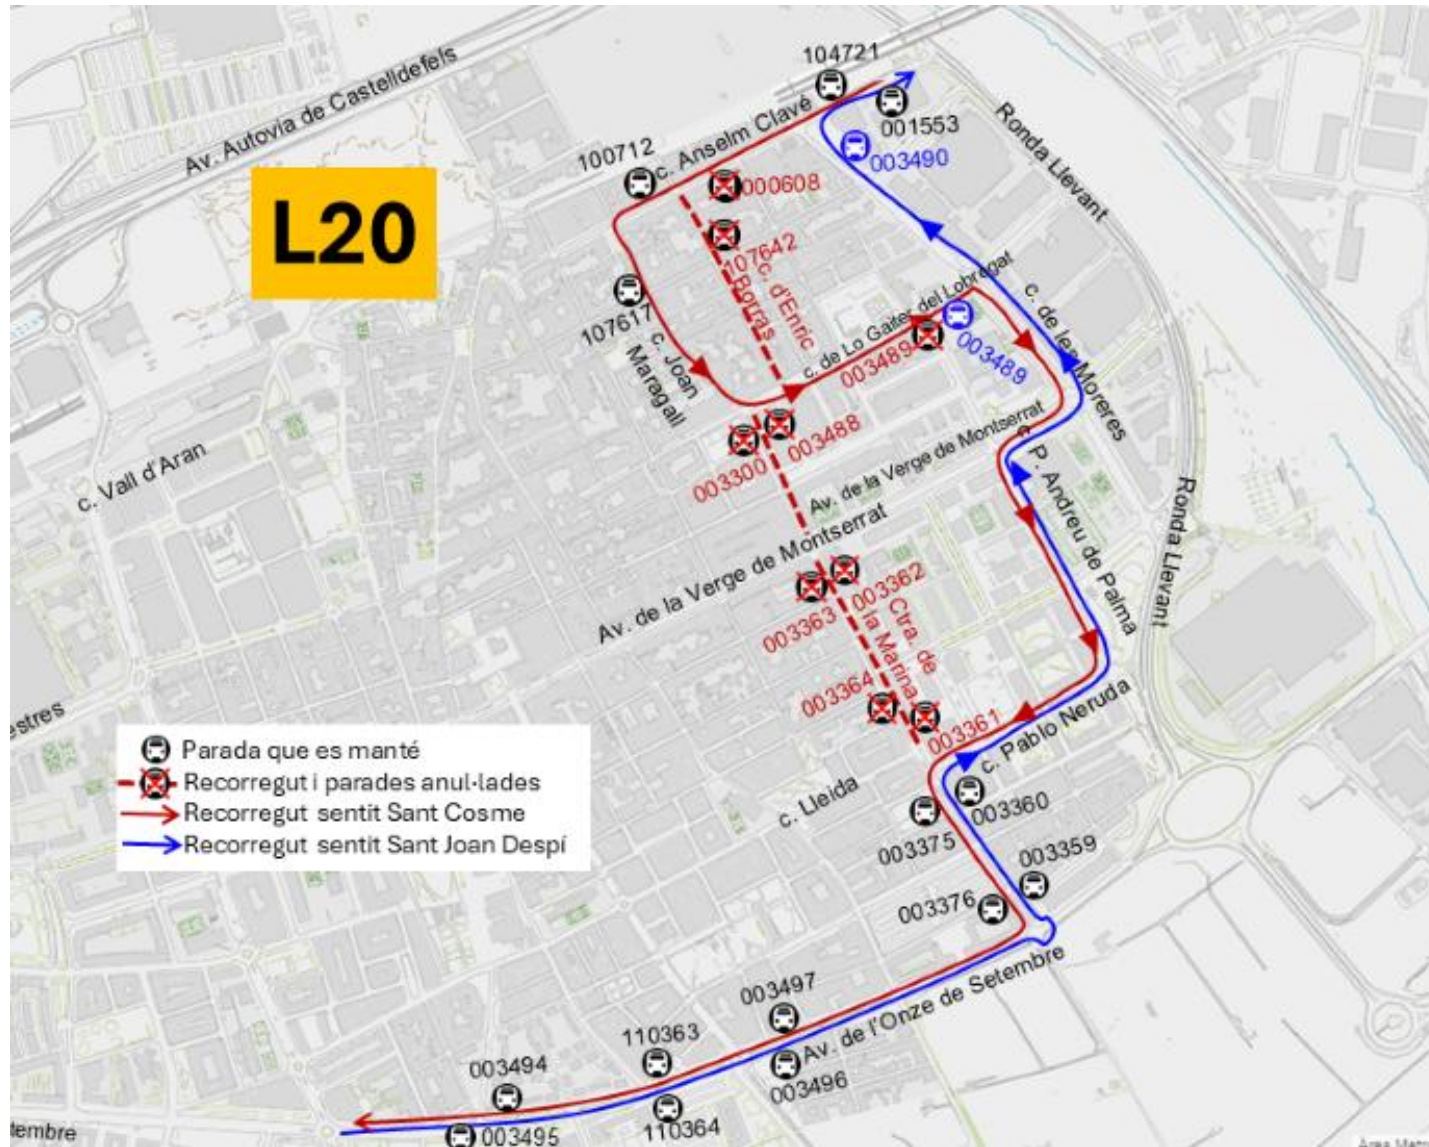 104721
Av. Autovia de Castelldefels
c. Anselm Clavé
001553
Ronda Llevant
100712
003490
000608
L20
107642
c. d'Enric
Borràs
c. de Lo Gaiter del Lobregat
c. de les Moreres
107617
c. Joan
Maragall
003489
003489
003488
003300
Av. de la Verge de Montserrat
c. P. Andreu de Palma
c. Vall d'Aran
Ronda Llevant
Av. de la Verge de Montserrat
003362
003363
Ctra. de
la Marina
003364
003361
estres
c. Pablo Neruda
Parada que es manté
Recorregut i parades anul·lades
Recorregut sentit Sant Cosme
Recorregut sentit Sant Joan Despí
c. Lleida
003360
003375
003359
003376
003497
Av. de l'Onze de Setembre
110363
003496
003494
110364
003495
tembre